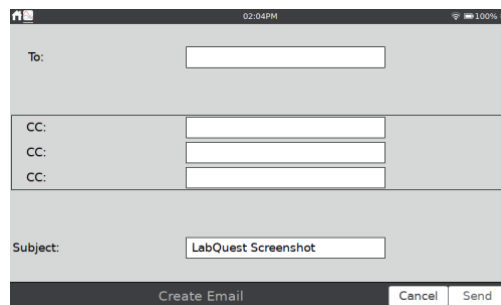 02:04PM 100%
To:
CC:
CC:
CC:
Subject: LabQuest Screenshot
Create Email Cancel Send